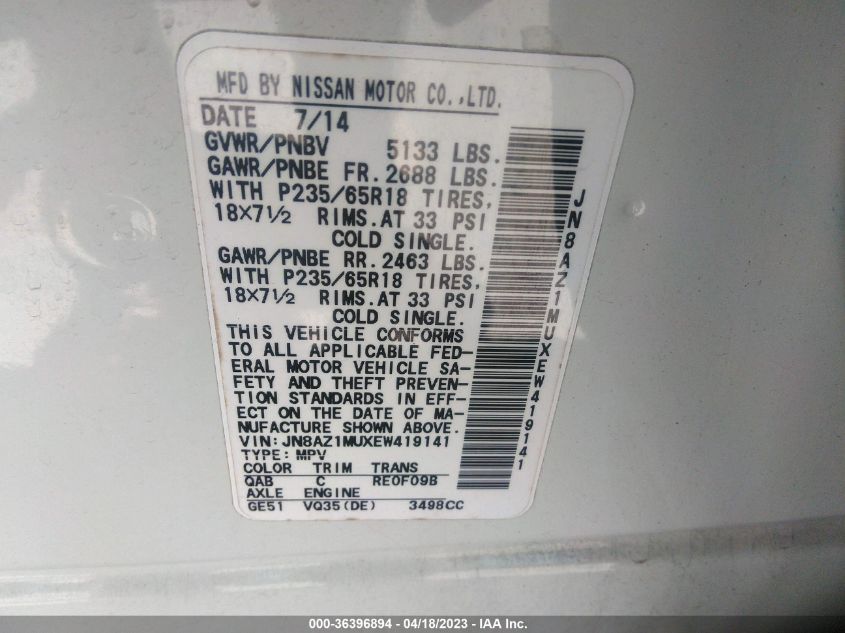 MFD BY NISSAN MOTOR CO.,LTD.
DATE 7/14
GVWR/PNBV 5133 LBS.
GAWR/PNBE FR.2688 LBS.
WITH P235/65R18 TIRES,
18X7½ RIMS.AT 33 PSI
COLD SINGLE.
GAWR/PNBE RR.2463 LBS.
WITH P235/65R18 TIRES,
18X7½ RIMS.AT 33 PSI
COLD SINGLE.
THIS VEHICLE CONFORMS
TO ALL APPLICABLE FED-
ERAL MOTOR VEHICLE SA-
FETY AND THEFT PREVEN-
TION STANDARDS IN EFF-
ECT ON THE DATE OF MA-
NUFACTURE SHOWN ABOVE.
VIN:JN8AZ1MUXEW419141
TYPE: MPV
COLOR TRIM TRANS
QAB C RE0F09B
AXLE ENGINE
GE51 VQ35(DE) 3498CC
JN8AZ1MUXEW419141
000-36396894 - 04/18/2023 - IAA Inc.